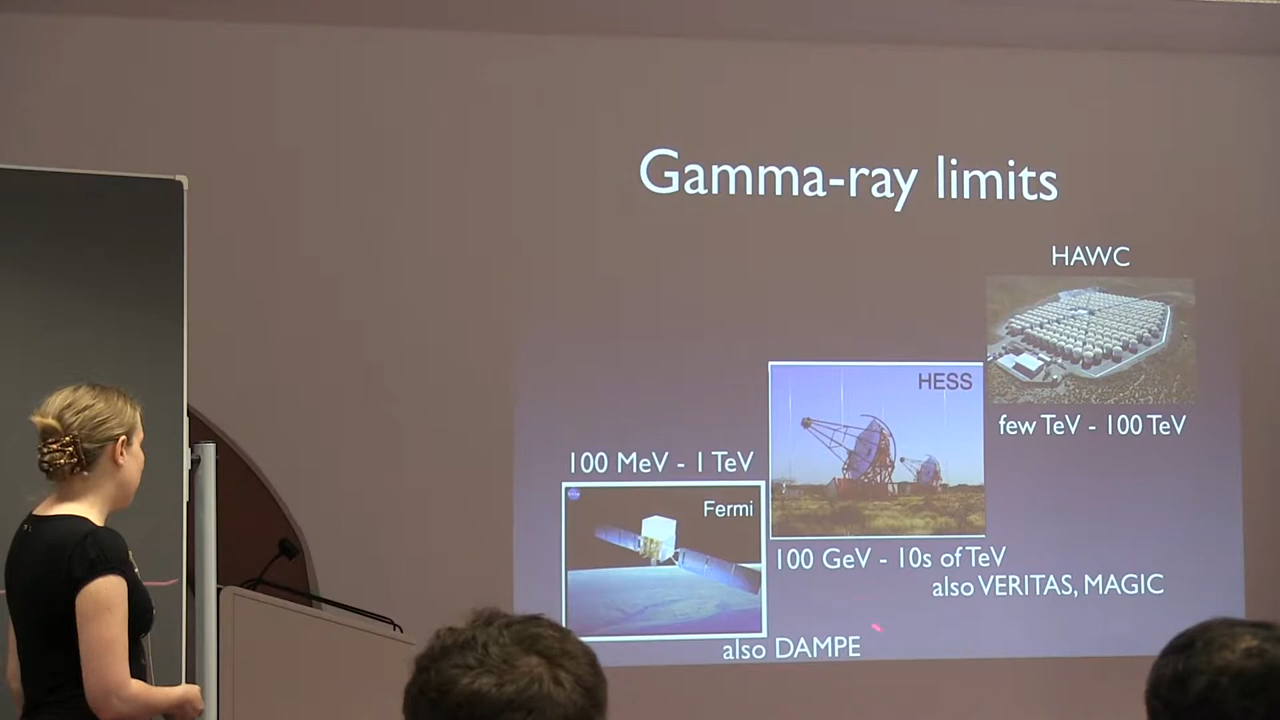 Gamma-ray limits
HAWC
few TeV - 100 TeV
HESS
100 GeV - 10s of TeV
also VERITAS, MAGIC
100 MeV - 1 TeV
Fermi
also DAMPE